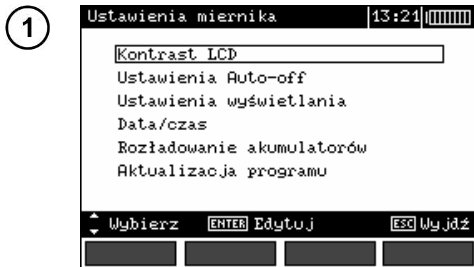 1
Ustawienia miernika 13:21
Kontrast LCD
Ustawienia Auto-off
Ustawienia wyświetlania
Data/czas
Rozładowanie akumulatorów
Aktualizacja programu
Wybierz ENTER Edytuj ESC Wyjdź